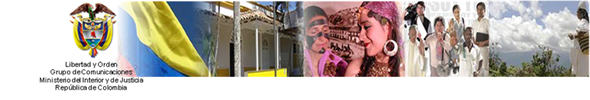 Libertad y Orden
Grupo de Comunicaciones
Ministerio del Interior y de Justicia
República de Colombia